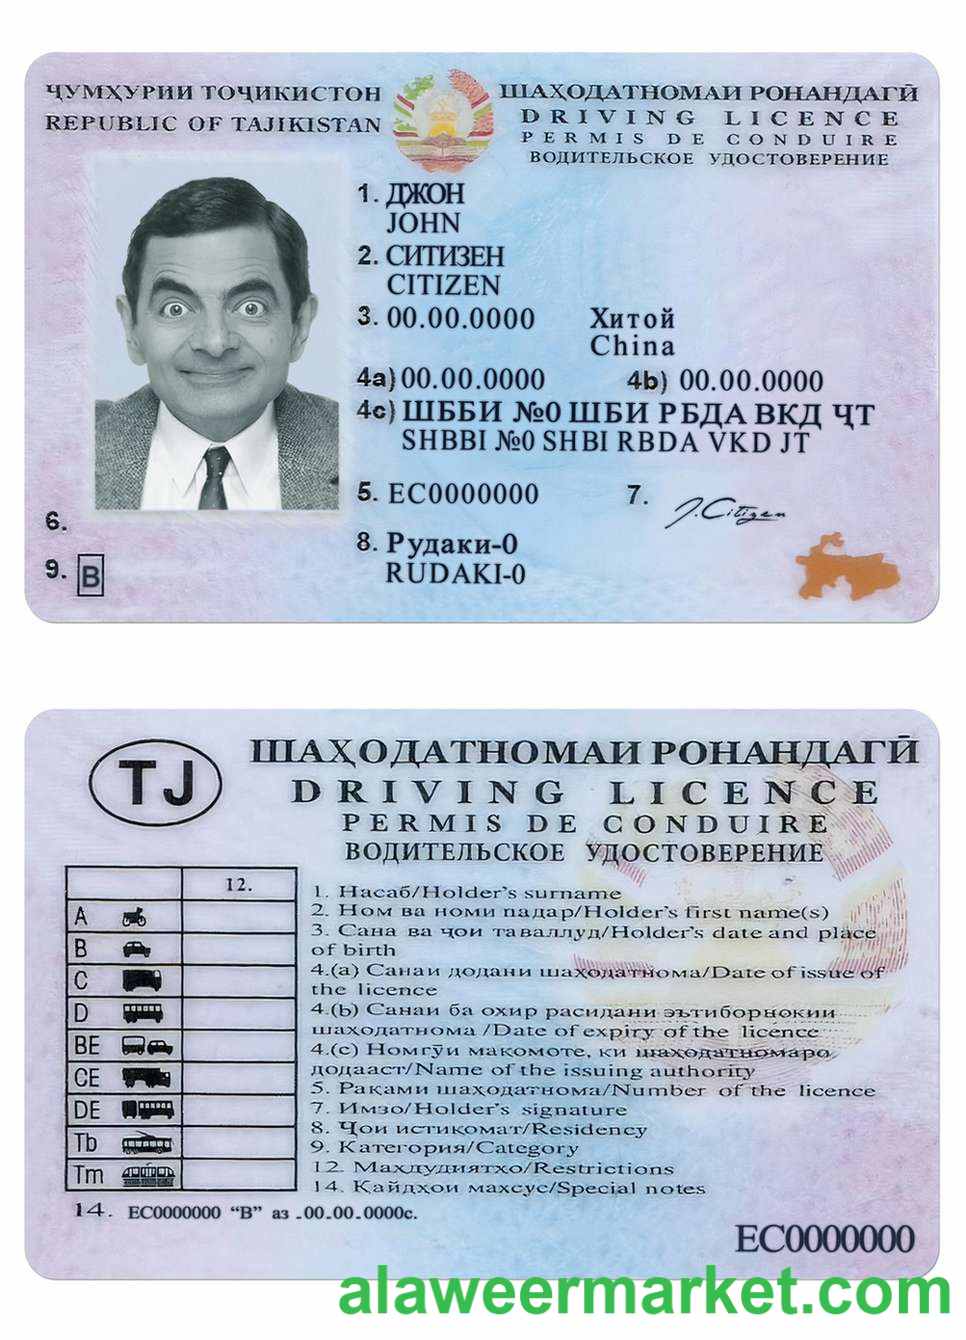 ҶУМҲУРИИ ТОҶИКИСТОН
REPUBLIC OF TAJIKISTAN
ШАҲОДАТНОМАИ РОНАНДАГӢ
DRIVING LICENCE
PERMIS DE CONDUIRE
ВОДИТЕЛЬСКОЕ УДОСТОВЕРЕНИЕ
1. ДЖОН
JOHN
2. СИТИЗЕН
CITIZEN
3. 00.00.0000 Хитой
China
4a) 00.00.0000 4b) 00.00.0000
4c) ШББИ №0 ШБИ РБДА ВКД ҶТ
SHBBI №0 SHBI RBDA VKD JT
5. EC0000000 7. J.Citizen
6.
8. Рудаки-0
RUDAKI-0
9. B
TJ
ШАҲОДАТНОМАИ РОНАНДАГӢ
DRIVING LICENCE
PERMIS DE CONDUIRE
ВОДИТЕЛЬСКОЕ УДОСТОВЕРЕНИЕ
12.
A
B
C
D
BE
CE
DE
Tb
Tm
1. Насаб/Holder's surname
2. Ном ва номи падар/Holder's first name(s)
3. Сана ва ҷои таваллуд/Holder's date and place
of birth
4.(a) Санаи додани шаҳодатнома/Date of issue of
the licence
4.(b) Санаи ба охир расидани эътиборнокии
шаҳодатнома /Date of expiry of the licence
4.(c) Номгӯи мақомоте, ки шаҳодатномаро
додааст/Name of the issuing authority
5. Рақами шаҳодатнома/Number of the licence
7. Имзо/Holder's signature
8. Ҷои истиқомат/Residency
9. Категория/Category
12. Маҳдудиятҳо/Restrictions
14. Қайдҳои махсус/Special notes
14. EC0000000 “B” аз .00.00.0000с.
EC0000000
alaweermarket.com